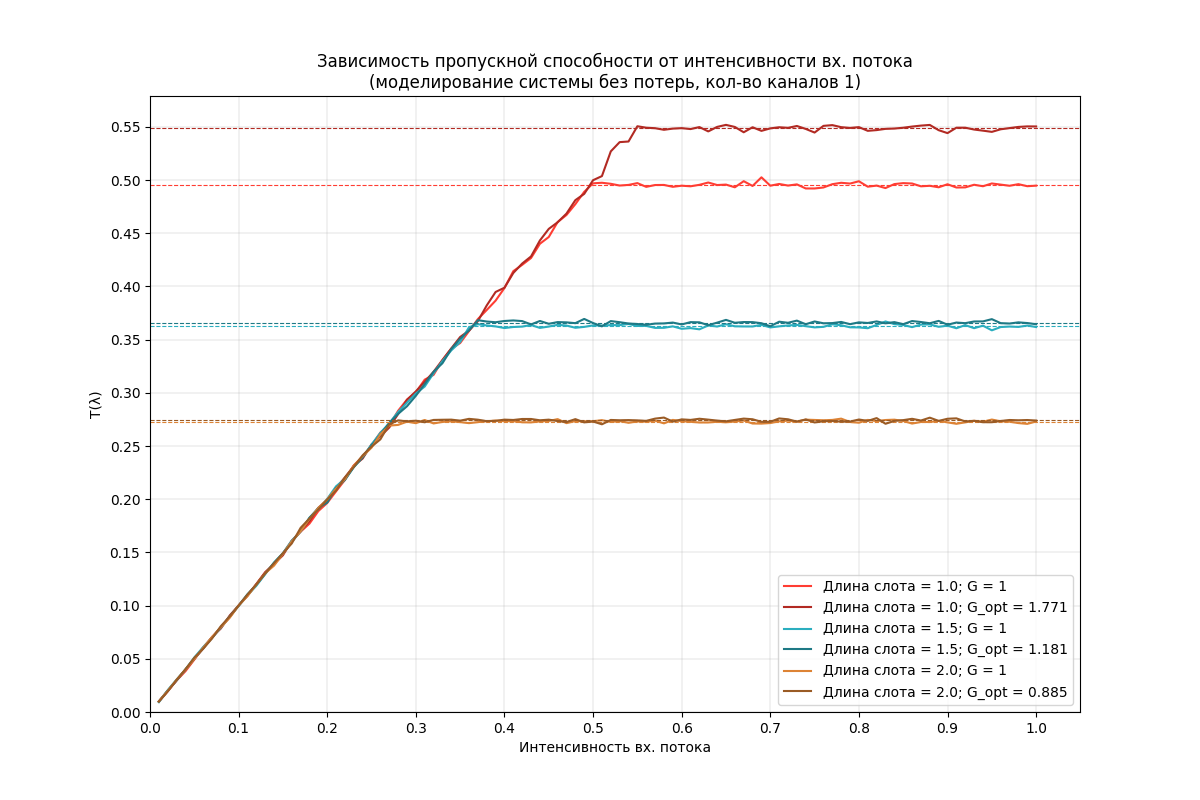 Зависимость пропускной способности от интенсивности вх. потока
(моделирование системы без потерь, кол-во каналов 1)
T(λ)
0.55
0.50
0.45
0.40
0.35
0.30
0.25
0.20
0.15
0.10
0.05
0.00
Длина слота = 1.0; G = 1
Длина слота = 1.0; G_opt = 1.771
Длина слота = 1.5; G = 1
Длина слота = 1.5; G_opt = 1.181
Длина слота = 2.0; G = 1
Длина слота = 2.0; G_opt = 0.885
0.0 0.1 0.2 0.3 0.4 0.5 0.6 0.7 0.8 0.9 1.0
Интенсивность вх. потока